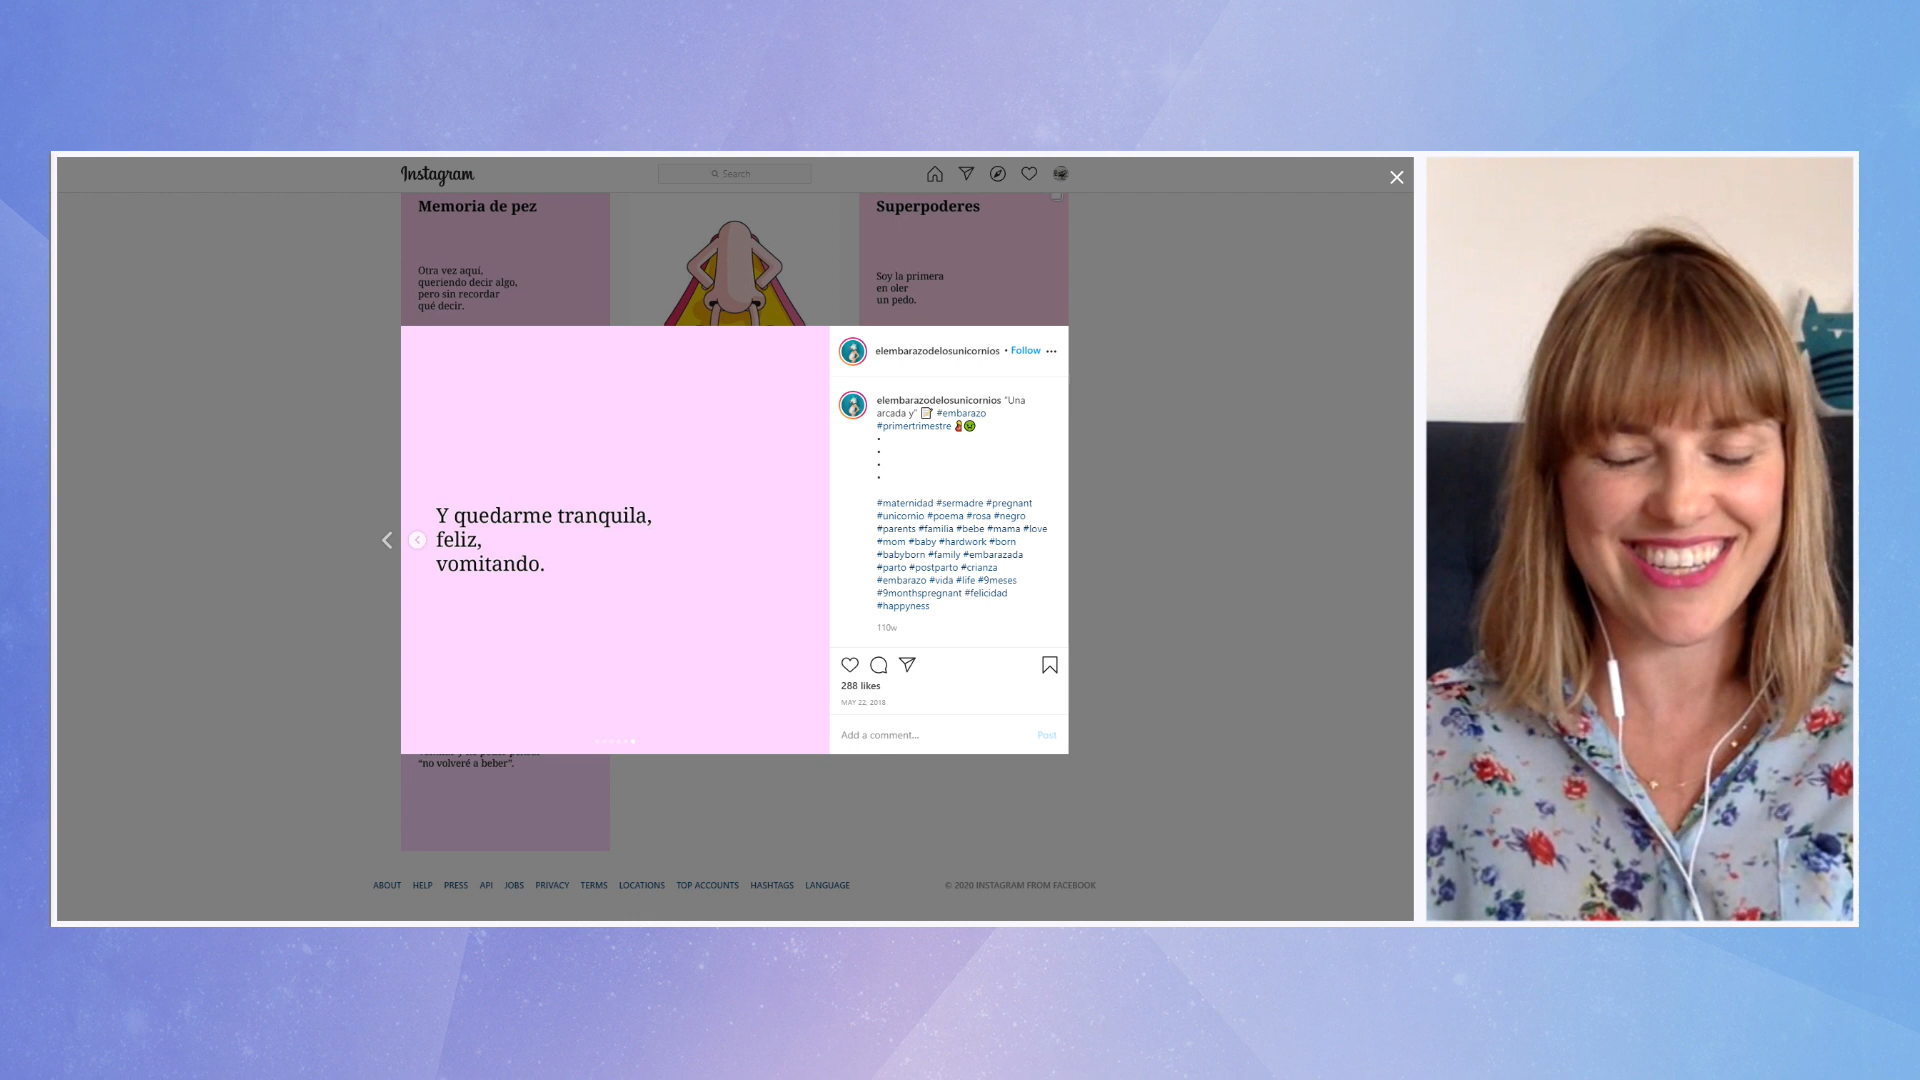 Instagram
Search
Memoria de pez
Otra vez aquí,
queriendo decir algo,
pero sin recordar
qué decir.
Superpoderes
Soy la primera
en oler
un pedo.
Y quedarme tranquila,
feliz,
vomitando.
elembarazodelosunicornios • Follow •••
elembarazodelosunicornios "Una
arcada y" 📝 #embarazo
#primertrimestre 🤰🤢
•
•
•
•
#maternidad #sermadre #pregnant
#unicornio #poema #rosa #negro
#parents #familia #bebe #mama #love
#mom #baby #hardwork #born
#babyborn #family #embarazada
#parto #postparto #crianza
#embarazo #vida #life #9meses
#9monthspregnant #felicidad
#happyness
110w
288 likes
MAY 22, 2018
Add a comment... Post
“no volveré a beber”.
ABOUT HELP PRESS API JOBS PRIVACY TERMS LOCATIONS TOP ACCOUNTS HASHTAGS LANGUAGE
© 2020 INSTAGRAM FROM FACEBOOK